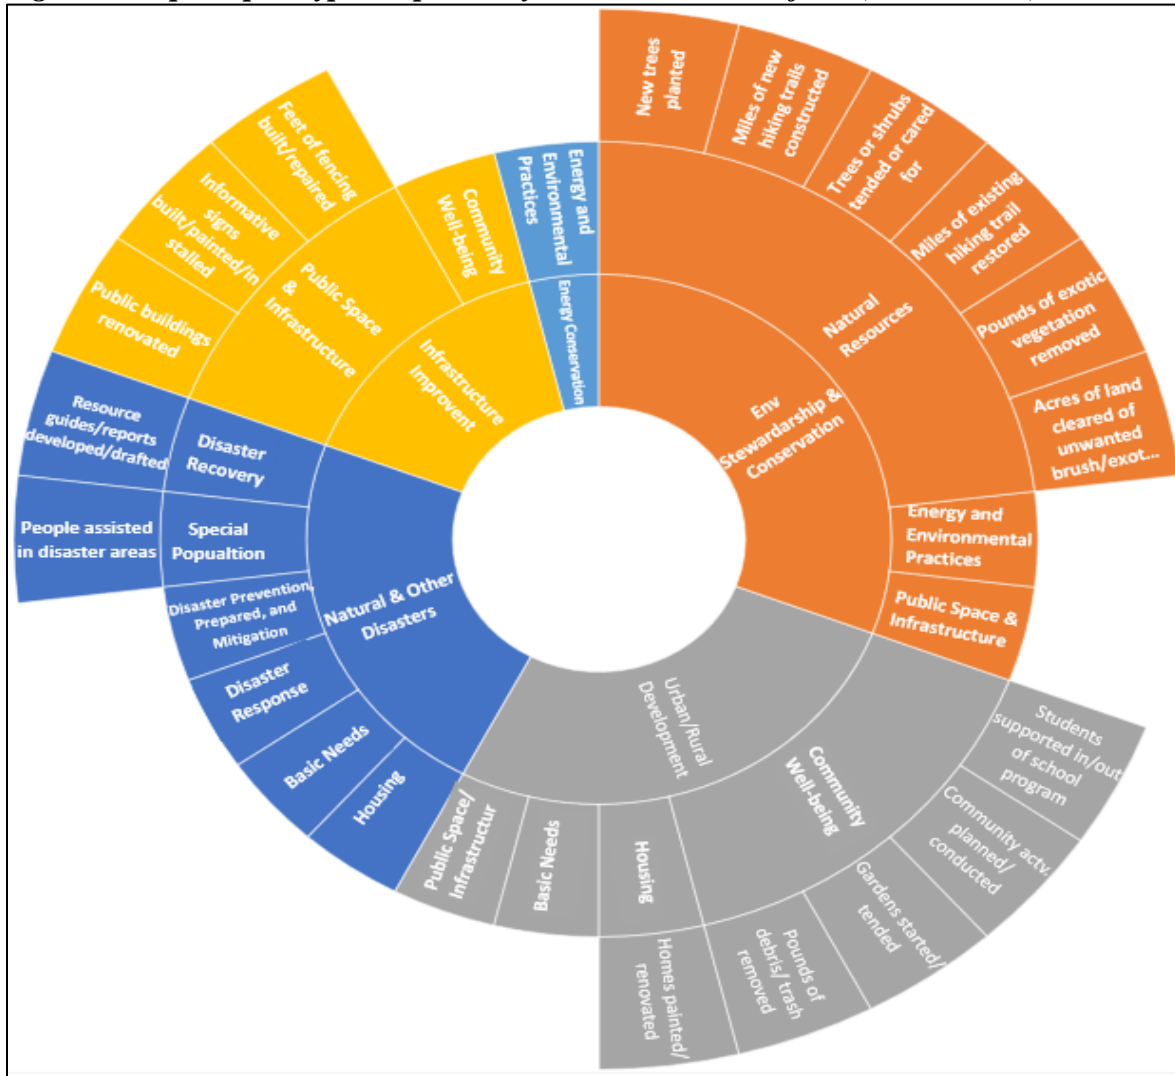 New trees
planted
Miles of new
hiking trails
constructed
Trees or shrubs
tended or cared
for
Miles of existing
hiking trail
restored
Pounds of exotic
vegetation
removed
Acres of land
cleared of
unwanted
brush/exot...
Natural
Resources
Energy and
Environmental
Practices
Public Space &
Infrastructure
Env
Stewardship &
Conservation
Urban/Rural
Development
Community
Well-being
Students
supported in/out
of school
program
Community actv.
planned/
conducted
Gardens started/
tended
Pounds of
debris/ trash
removed
Housing
Homes painted/
renovated
Basic Needs
Public Space/
Infrastructur
Natural & Other
Disasters
Housing
Basic Needs
Disaster
Response
Disaster Prevention,
Prepared, and
Mitigation
Special
Popualtion
People assisted
in disaster areas
Disaster
Recovery
Resource
guides/reports
developed/drafted
Infrastructure
Improvent
Public Space
&
Infrastructure
Public buildings
renovated
Informative
signs
built/painted/in
stalled
Feet of fencing
built/repaired
Community
Well-being
Energy Conservation
Energy and
Environmental
Practices